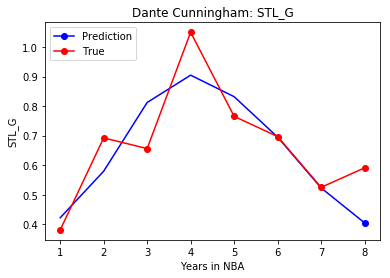 Dante Cunningham: STL_G
Prediction
True
STL_G
1.0
0.9
0.8
0.7
0.6
0.5
0.4
1 2 3 4 5 6 7 8
Years in NBA